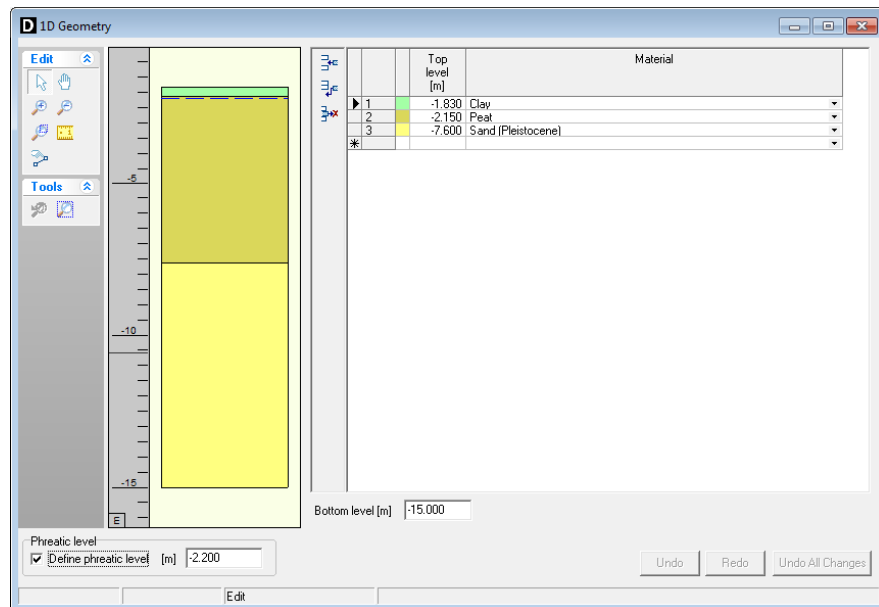 D 1D Geometry
Edit
Tools
-5
-10
-15
E
Top level [m] Material
1 -1.830 Clay
2 -2.150 Peat
3 -7.600 Sand (Pleistocene)
*
Bottom level [m] -15.000
Phreatic level
Define phreatic level [m] -2.200
Undo Redo Undo All Changes
Edit